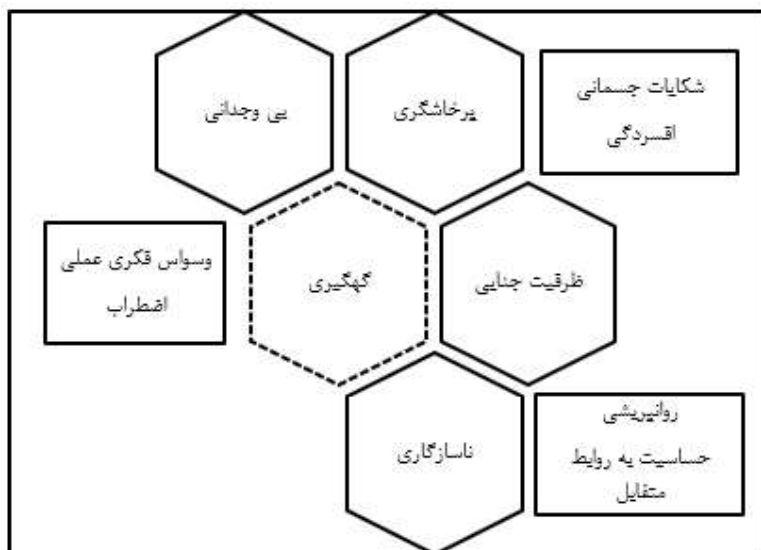 بی وجدانی
پرخاشگری
شکایات جسمانی
افسردگی
وسواس فکری عملی
اضطراب
گهگیری
ظرفیت جنایی
ناسازگاری
روانپریشی
حساسیت به روابط
متقابل